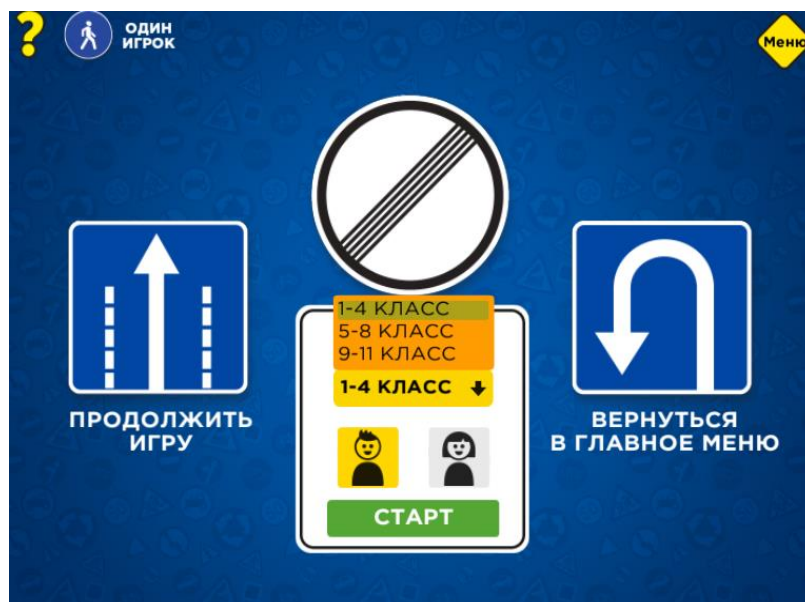 ?
ОДИН
ИГРОК
Меню
1-4 КЛАСС
5-8 КЛАСС
9-11 КЛАСС
1-4 КЛАСС
ПРОДОЛЖИТЬ
ИГРУ
ВЕРНУТЬСЯ
В ГЛАВНОЕ МЕНЮ
СТАРТ